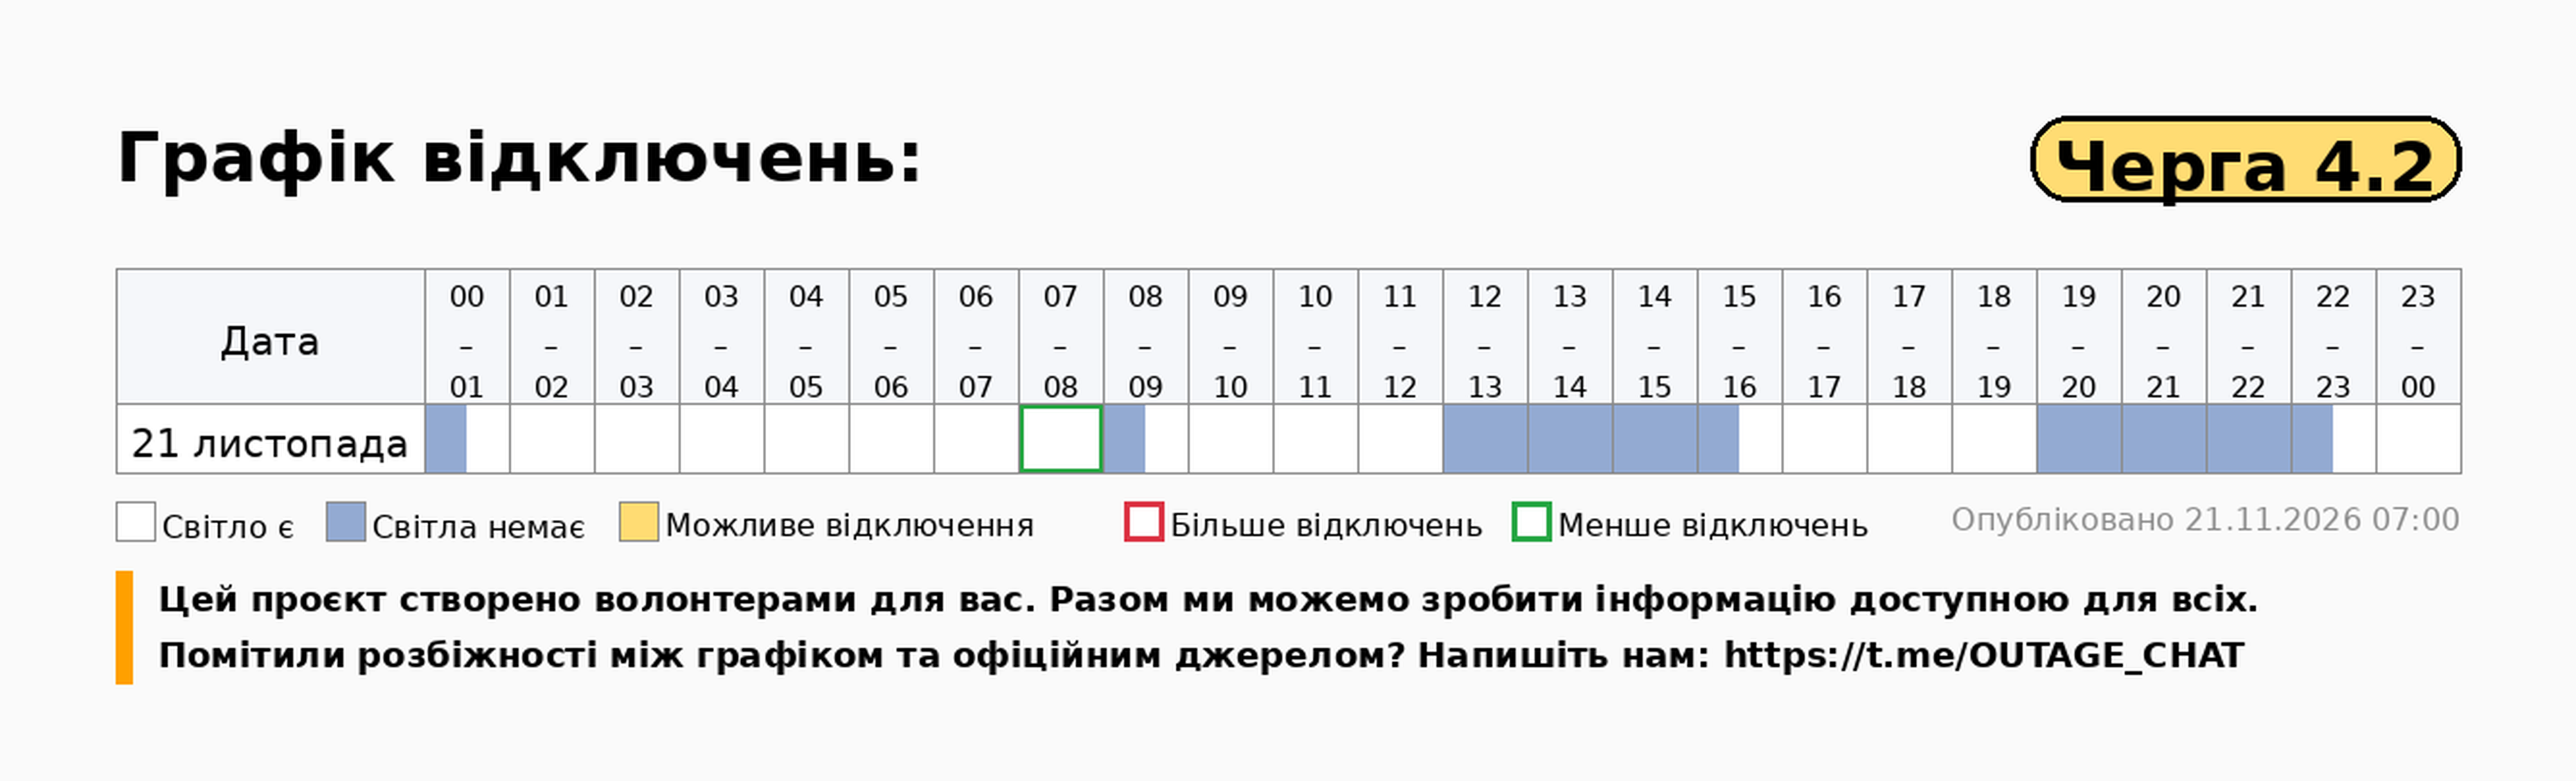 Графік відключень:
Черга 4.2
Дата
00 – 01
01 – 02
02 – 03
03 – 04
04 – 05
05 – 06
06 – 07
07 – 08
08 – 09
09 – 10
10 – 11
11 – 12
12 – 13
13 – 14
14 – 15
15 – 16
16 – 17
17 – 18
18 – 19
19 – 20
20 – 21
21 – 22
22 – 23
23 – 00
21 листопада
Світло є
Світла немає
Можливе відключення
Більше відключень
Менше відключень
Опубліковано 21.11.2026 07:00
Цей проєкт створено волонтерами для вас. Разом ми можемо зробити інформацію доступною для всіх.
Помітили розбіжності між графіком та офіційним джерелом? Напишіть нам: https://t.me/OUTAGE_CHAT